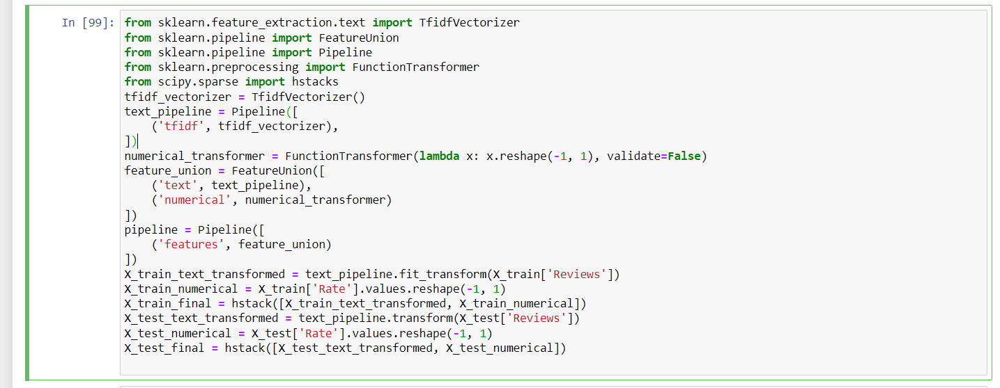 In [99]: from sklearn.feature_extraction.text import TfidfVectorizer
from sklearn.pipeline import FeatureUnion
from sklearn.pipeline import Pipeline
from sklearn.preprocessing import FunctionTransformer
from scipy.sparse import hstacks
tfidf_vectorizer = TfidfVectorizer()
text_pipeline = Pipeline([
    ('tfidf', tfidf_vectorizer),
])
numerical_transformer = FunctionTransformer(lambda x: x.reshape(-1, 1), validate=False)
feature_union = FeatureUnion([
    ('text', text_pipeline),
    ('numerical', numerical_transformer)
])
pipeline = Pipeline([
    ('features', feature_union)
])
X_train_text_transformed = text_pipeline.fit_transform(X_train['Reviews'])
X_train_numerical = X_train['Rate'].values.reshape(-1, 1)
X_train_final = hstack([X_train_text_transformed, X_train_numerical])
X_test_text_transformed = text_pipeline.transform(X_test['Reviews'])
X_test_numerical = X_test['Rate'].values.reshape(-1, 1)
X_test_final = hstack([X_test_text_transformed, X_test_numerical])